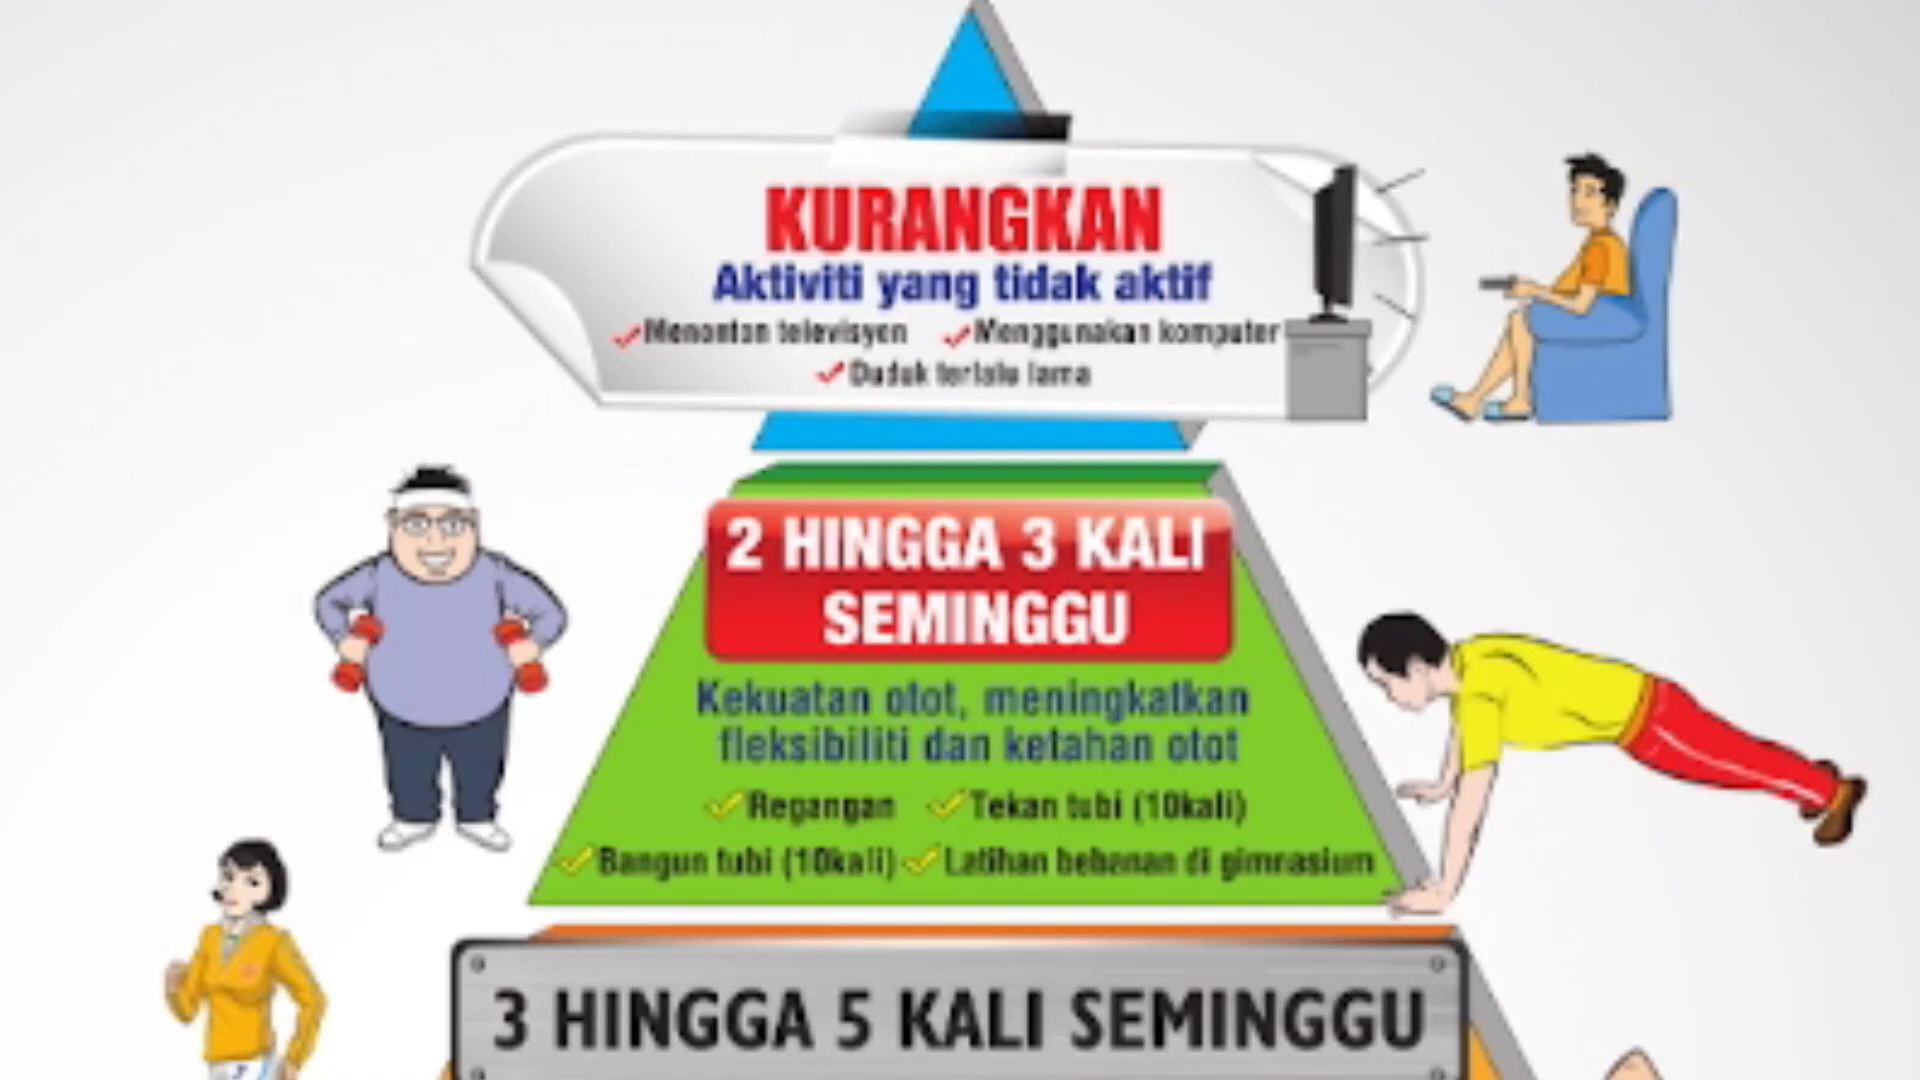 KURANGKAN
Aktiviti yang tidak aktif
Menonton televisyen Menggunakan komputer
Duduk terlalu lama
2 HINGGA 3 KALI
SEMINGGU
Kekuatan otot, meningkatkan
fleksibiliti dan ketahan otot
Regangan Tekan tubi (10kali)
Bangun tubi (10kali) Latihan bebanan di gimnasium
3 HINGGA 5 KALI SEMINGGU